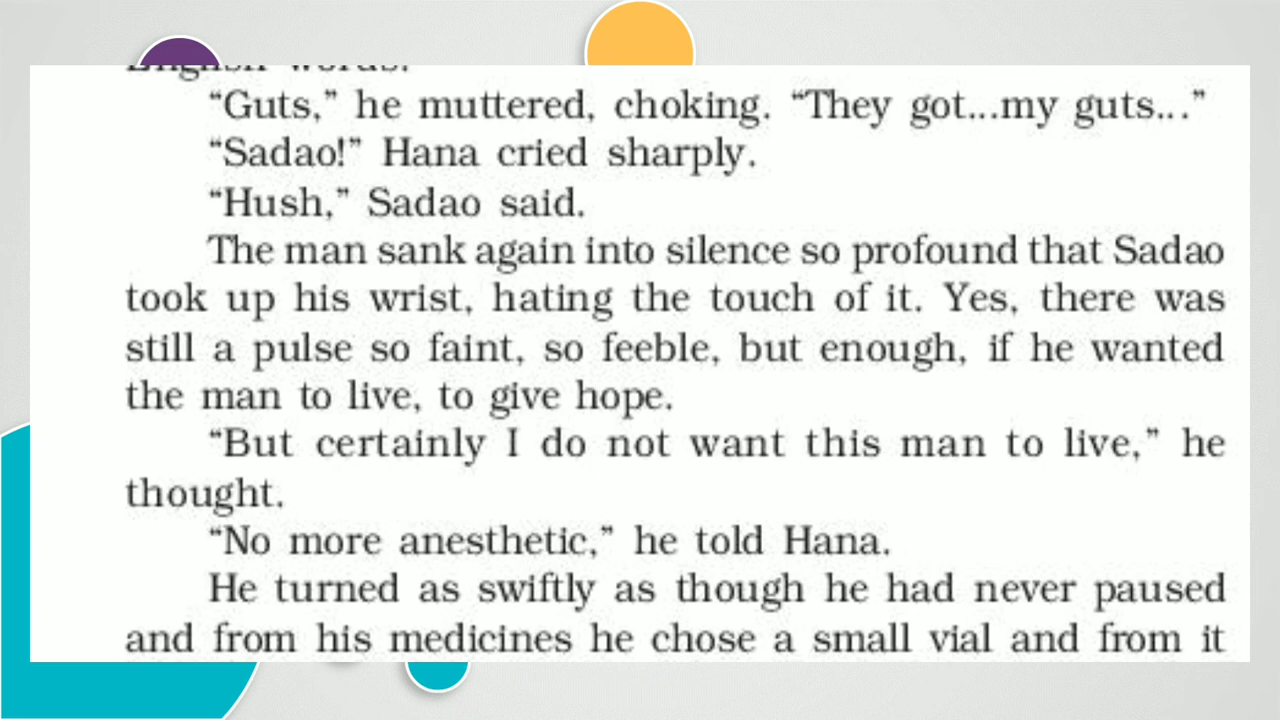 English words.
“Guts,” he muttered, choking. “They got...my guts...”
“Sadao!” Hana cried sharply.
“Hush,” Sadao said.
The man sank again into silence so profound that Sadao
took up his wrist, hating the touch of it. Yes, there was
still a pulse so faint, so feeble, but enough, if he wanted
the man to live, to give hope.
“But certainly I do not want this man to live,” he
thought.
“No more anesthetic,” he told Hana.
He turned as swiftly as though he had never paused
and from his medicines he chose a small vial and from it